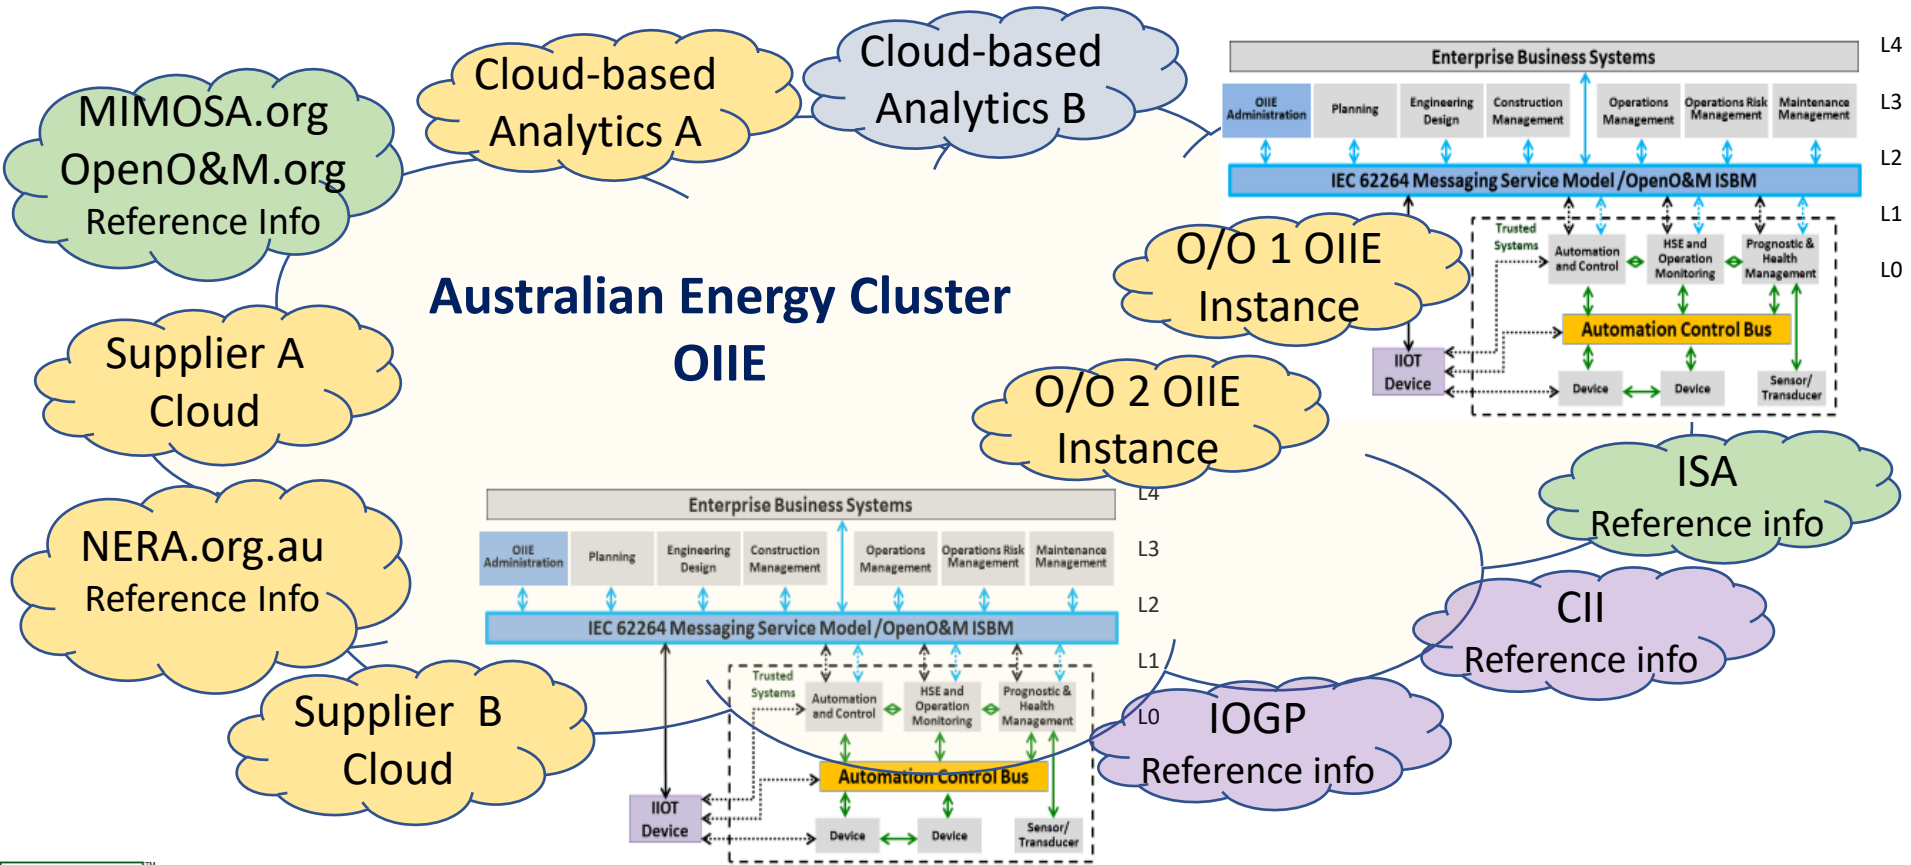 MIMOSA.org
OpenO&M.org
Reference Info
Cloud-based
Analytics A
Cloud-based
Analytics B
Enterprise Business Systems
L4
OIIE
Administration
Planning
Engineering
Design
Construction
Management
Operations
Management
Operations Risk
Management
Maintenance
Management
L3
L2
IEC 62264 Messaging Service Model /OpenO&M ISBM
L1
Trusted
Systems
Automation
and Control
HSE and
Operation
Monitoring
Prognostic &
Health
Management
L0
Automation Control Bus
IIOT
Device
Device
Device
Sensor/
Transducer
O/O 1 OIIE
Instance
Australian Energy Cluster
OIIE
O/O 2 OIIE
Instance
Supplier A
Cloud
NERA.org.au
Reference Info
Supplier B
Cloud
ISA
Reference info
CII
Reference info
IOGP
Reference info
Enterprise Business Systems
L4
OIIE
Administration
Planning
Engineering
Design
Construction
Management
Operations
Management
Operations Risk
Management
Maintenance
Management
L3
L2
IEC 62264 Messaging Service Model /OpenO&M ISBM
L1
Trusted
Systems
Automation
and Control
HSE and
Operation
Monitoring
Prognostic &
Health
Management
L0
Automation Control Bus
IIOT
Device
Device
Device
Sensor/
Transducer
TM